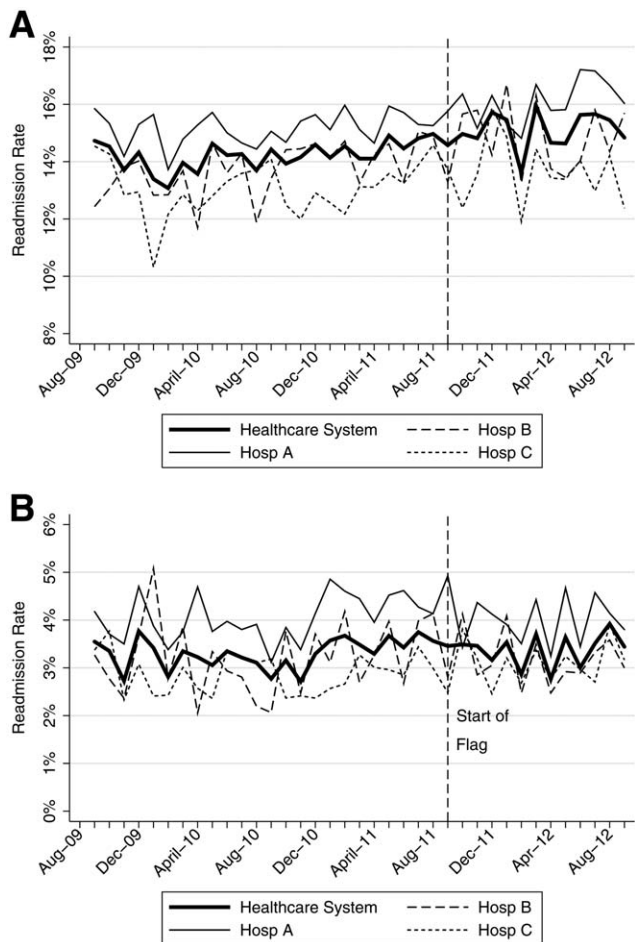 A
18%
16%
14%
12%
10%
8%
Readmission Rate
Aug–09
Dec–09
April–10
Aug–10
Dec–10
April–11
Aug–11
Dec–11
April–12
Aug–12
Healthcare System
Hosp B
Hosp A
Hosp C
B
6%
5%
4%
3%
2%
1%
0%
Readmission Rate
Start of
Flag
Aug–09
Dec–09
April–10
Aug–10
Dec–10
April–11
Aug–11
Dec–11
April–12
Aug–12
Healthcare System
Hosp B
Hosp A
Hosp C